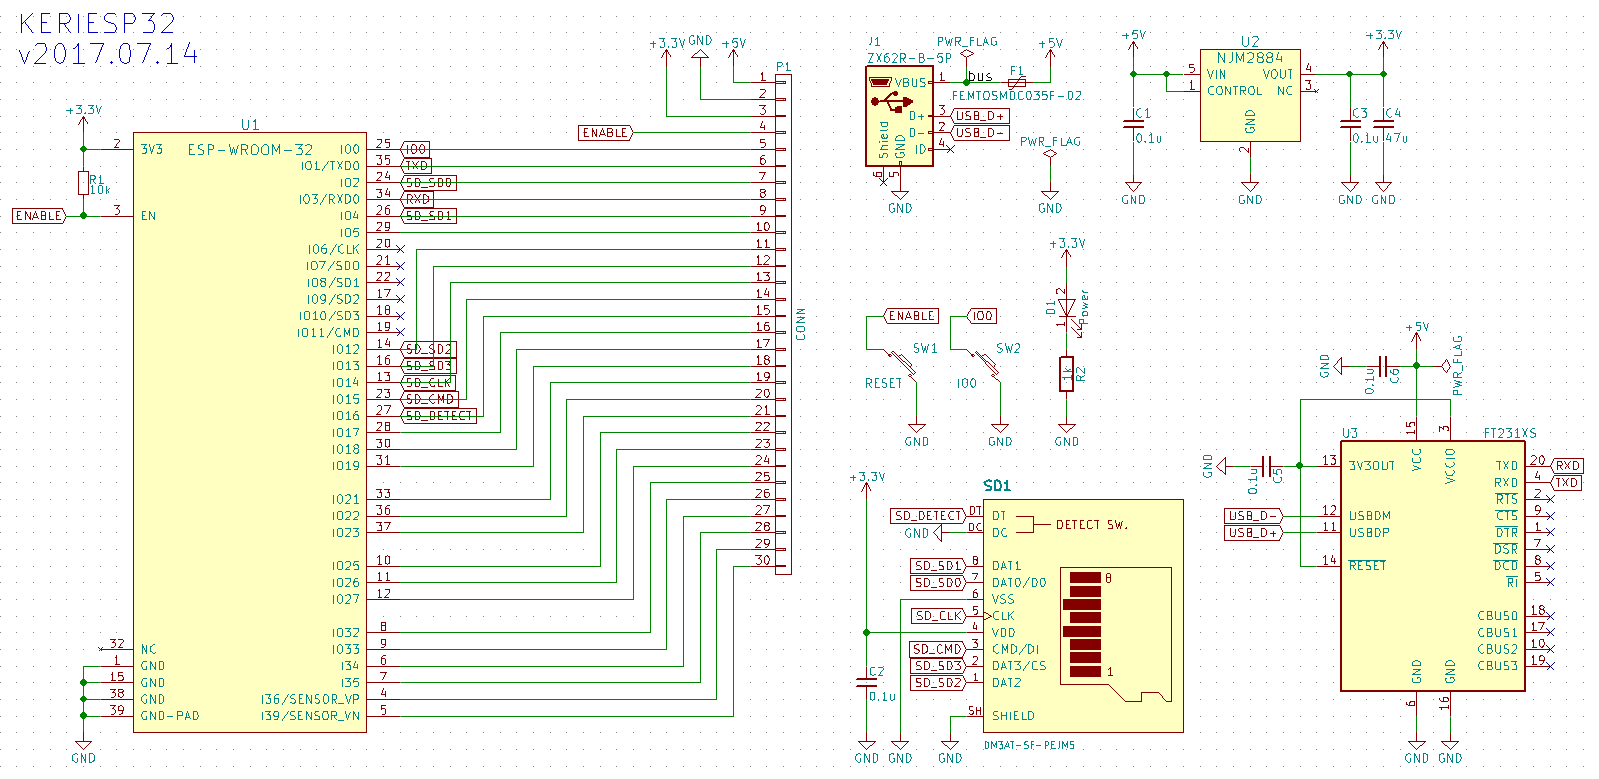 KERIESP32
v2017.07.14
+3.3V
R1
10k
ENABLE
U1
ESP-WROOM-32
2 3V3
3 EN
32 NC
1 GND
15 GND
38 GND
39 GND-PAD
GND
IO0 25 IO0
IO1/TXD0 35 TXD
IO2 24 SD_SD0
IO3/RXD0 34 RXD
IO4 26 SD_SD1
IO5 29
IO6/CLK 20
IO7/SD0 21
IO8/SD1 22
IO9/SD2 17
IO10/SD3 18
IO11/CMD 19
IO12 14 SD_SD2
IO13 16 SD_SD3
IO14 13 SD_CLK
IO15 23 SD_CMD
IO16 27 SD_DETECT
IO17 28
IO18 30
IO19 31
IO21 33
IO22 36
IO23 37
IO25 10
IO26 11
IO27 12
IO32 8
IO33 9
I34 6
I35 7
I36/SENSOR_VP 4
I39/SENSOR_VN 5
+3.3V GND +5V
ENABLE
P1
CONN
1
2
3
4
5
6
7
8
9
10
11
12
13
14
15
16
17
18
19
20
21
22
23
24
25
26
27
28
29
30
J1
ZX62R-B-5P
VBUS 1
D+ 3 USB_D+
D- 2 USB_D-
ID 4
Shield 6
GND 5
GND
PWR_FLAG
bus
F1
FEMTOSMDC035F-02
+5V
PWR_FLAG
GND
+5V
C1
0.1u
GND
U2
NJM2884
5 VIN
1 CONTROL
VOUT 4
NC 3
GND 2
GND
+3.3V
C3
0.1u
GND
C4
47u
GND
ENABLE
SW1
RESET
GND
IO0
SW2
IO0
GND
+3.3V
D1
2
1
Power
R2
1k
GND
+3.3V
C2
0.1u
GND
GND
GND
SD1
SD_DETECT DT DT
GND DC DC
DETECT SW.
SD_SD1 8 DAT1
SD_SD0 7 DAT0/D0
6 VSS
SD_CLK 5 CLK
4 VDD
SD_CMD 3 CMD/DI
SD_SD3 2 DAT3/CS
SD_SD2 1 DAT2
SH SHIELD
8
1
DM3AT-SF-PEJM5
+5V
GND
0.1u
C6
PWR_FLAG
GND
0.1u
C5
U3
FT231XS
15 VCC
3 VCCIO
13 3V3OUT
USB_D- 12 USBDM
USB_D+ 11 USBDP
14 RESET
TXD 20 RXD
RXD 4 TXD
RTS 2
CTS 9
DTR 1
DSR 7
DCD 8
RI 5
CBUS0 18
CBUS1 17
CBUS2 10
CBUS3 19
GND 6
GND 16
GND
GND